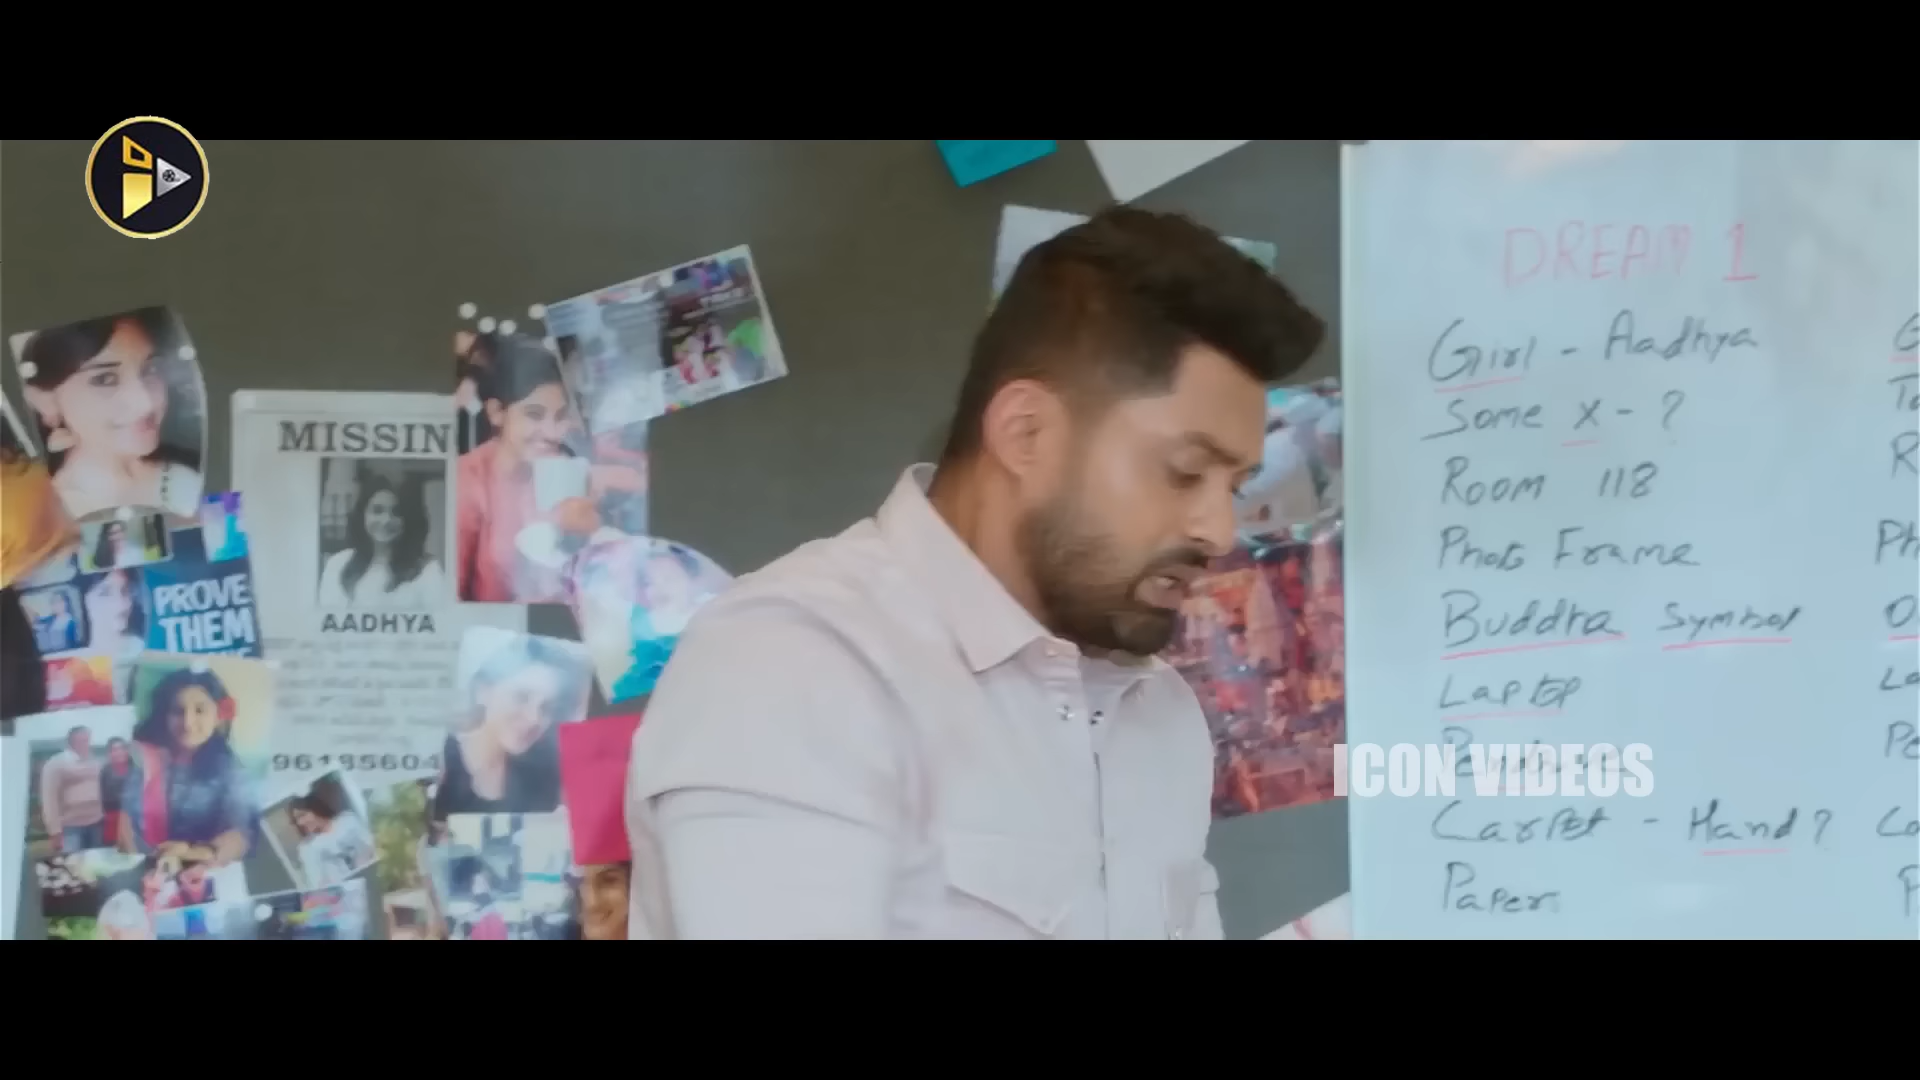 MISSIN
AADHYA
PROVE
THEM
DREAM 1
Girl - Aadhya
Some X - ?
Room 118
Photo Frame
Buddha Symbol
Laptop
Pendrive
Carpet - Hand ?
Paper
ICON VIDEOS